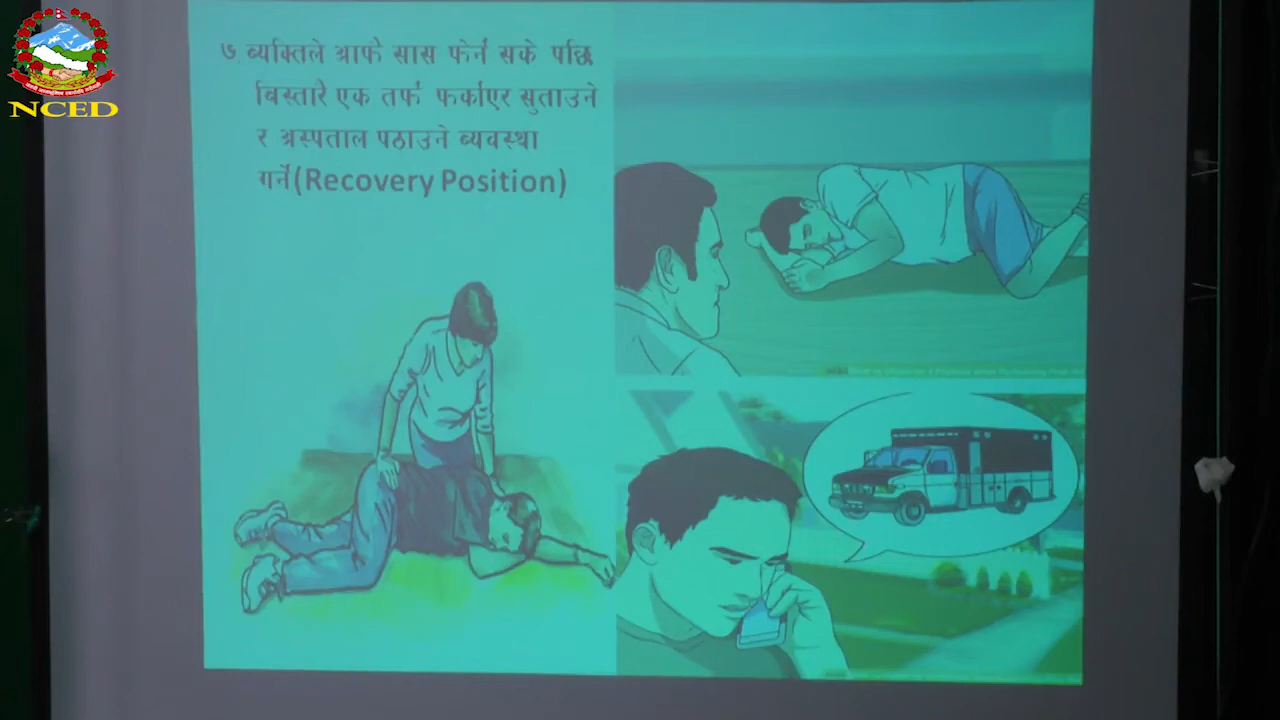 NCED
७. व्यक्तिले आफै सास फेर्न सके पछि
बिस्तारै एक तर्फ फर्काएर सुताउने
र अस्पताल पठाउने ब्यवस्था
गर्ने(Recovery Position)